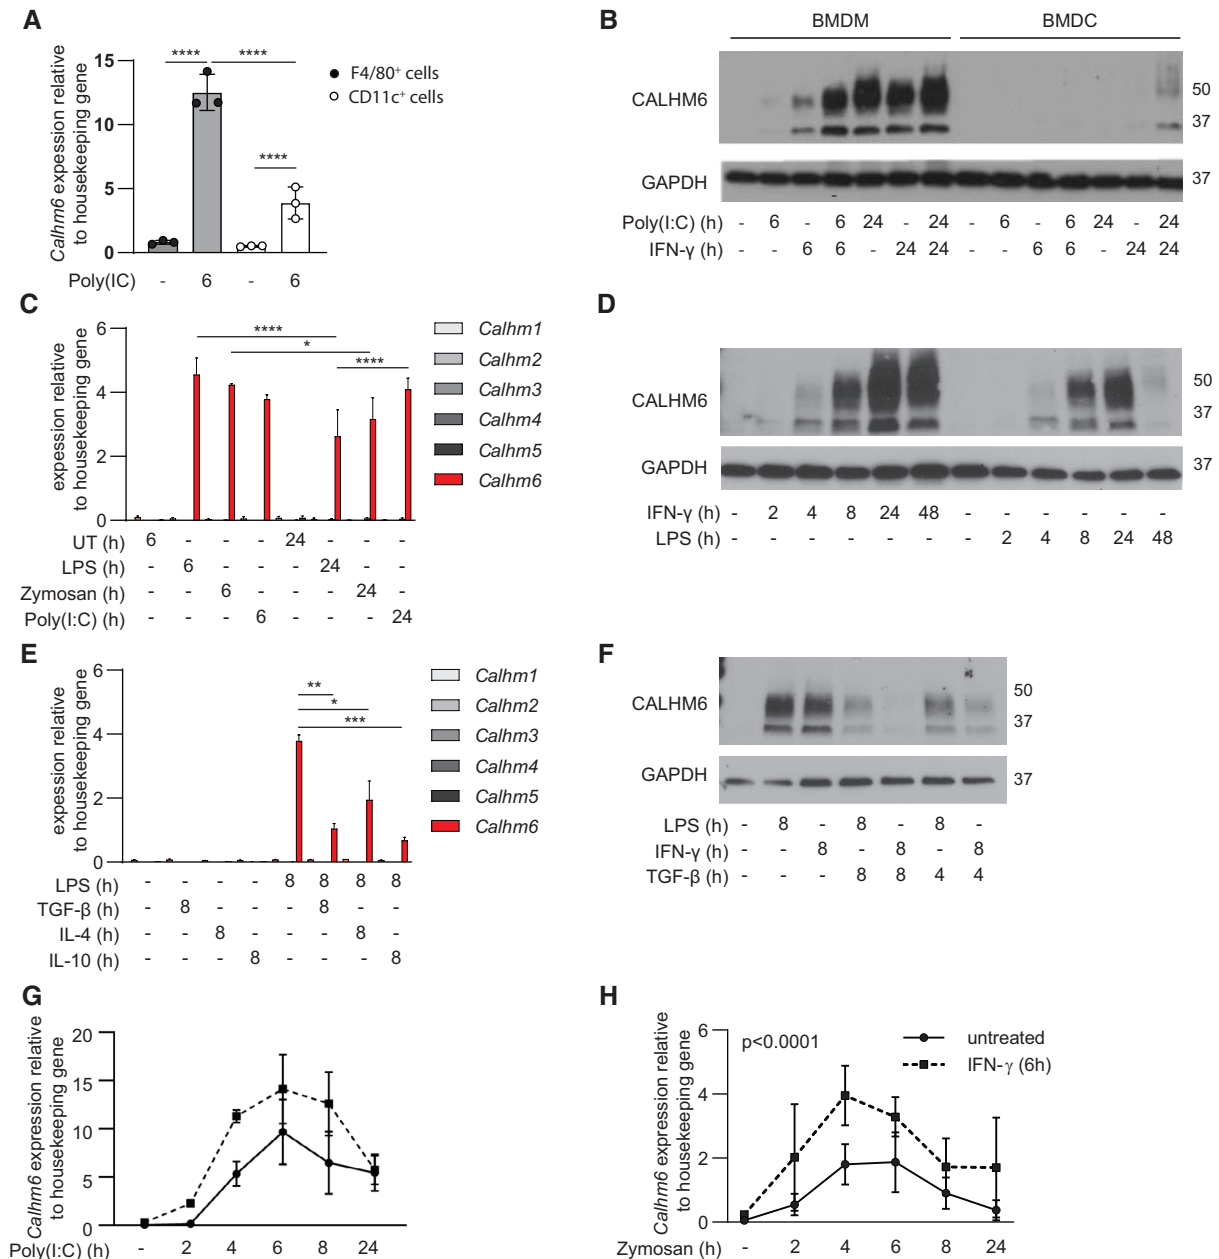 A
Calhm6 expression relative
to housekeeping gene
15
10
5
0
****
****
****
F4/80+ cells
CD11c+ cells
Poly(IC) - 6 - 6
B
BMDM BMDC
CALHM6
50
37
GAPDH
37
Poly(I:C) (h) - 6 - 6 24 - 24 - 6 - 6 24 - 24
IFN-γ (h) - - 6 6 - 24 24 - - 6 6 - 24 24
C
expression relative
to housekeeping gene
6
4
2
0
****
*
****
Calhm1
Calhm2
Calhm3
Calhm4
Calhm5
Calhm6
UT (h) 6 - - - 24 - - -
LPS (h) - 6 - - - 24 - -
Zymosan (h) - - 6 - - - 24 -
Poly(I:C) (h) - - - 6 - - - 24
D
CALHM6
50
37
GAPDH
37
IFN-γ (h) - 2 4 8 24 48 - - - - - -
LPS (h) - - - - - - - 2 4 8 24 48
E
expression relative
to housekeeping gene
6
4
2
0
**
*
***
Calhm1
Calhm2
Calhm3
Calhm4
Calhm5
Calhm6
LPS (h) - - - - 8 8 8 8
TGF-β (h) - 8 - - - 8 - -
IL-4 (h) - - 8 - - - 8 -
IL-10 (h) - - - 8 - - - 8
F
CALHM6
50
37
GAPDH
37
LPS (h) - 8 - 8 - 8 -
IFN-γ (h) - - 8 - 8 - 8
TGF-β (h) - - - 8 8 4 4
G
Calhm6 expression relative
to housekeeping gene
20
15
10
5
0
Poly(I:C) (h) - 2 4 6 8 24
H
Calhm6 expression relative
to housekeeping gene
6
4
2
0
p<0.0001
untreated
IFN-γ (6h)
Zymosan (h) - 2 4 6 8 24